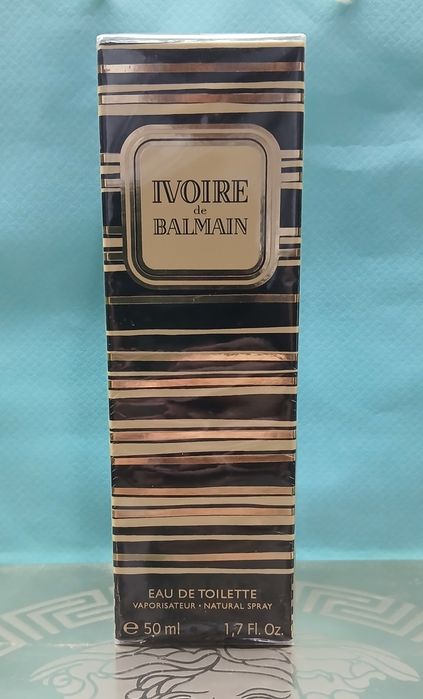 IVOIRE
de
BALMAIN
EAU DE TOILETTE
VAPORISATEUR • NATURAL SPRAY
℮ 50 ml 1,7 Fl. Oz.